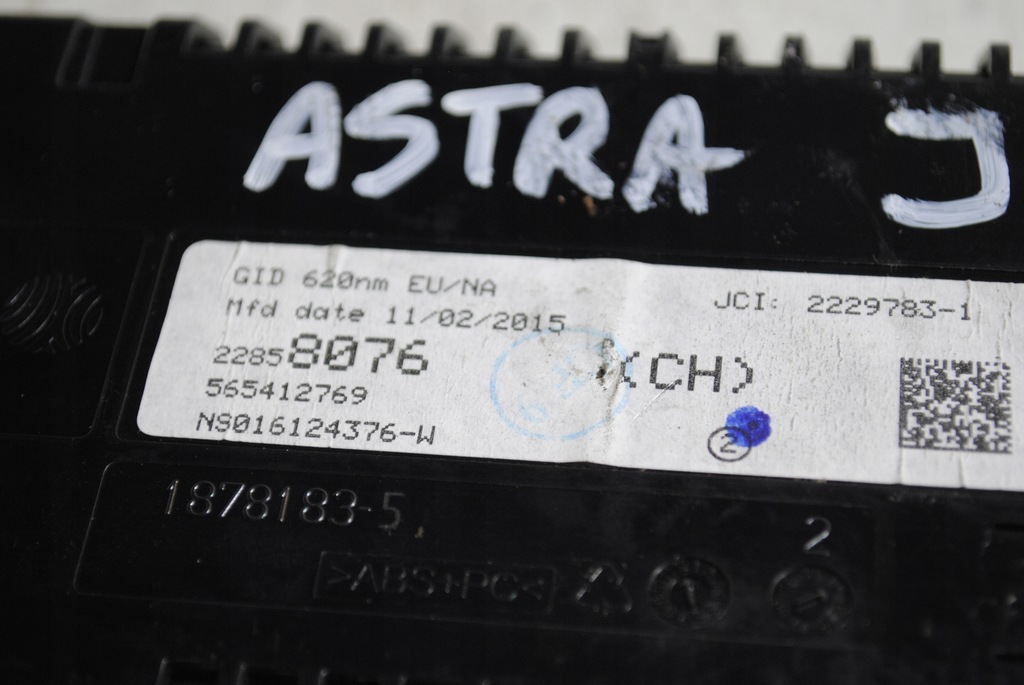 ASTRA J
GID 620nm EU/NA
Mfd date 11/02/2015
JCI: 2229783-1
22858076
(CH)
565412769
2
NS016124376-W
1878183-5
2
>ABS+PC<